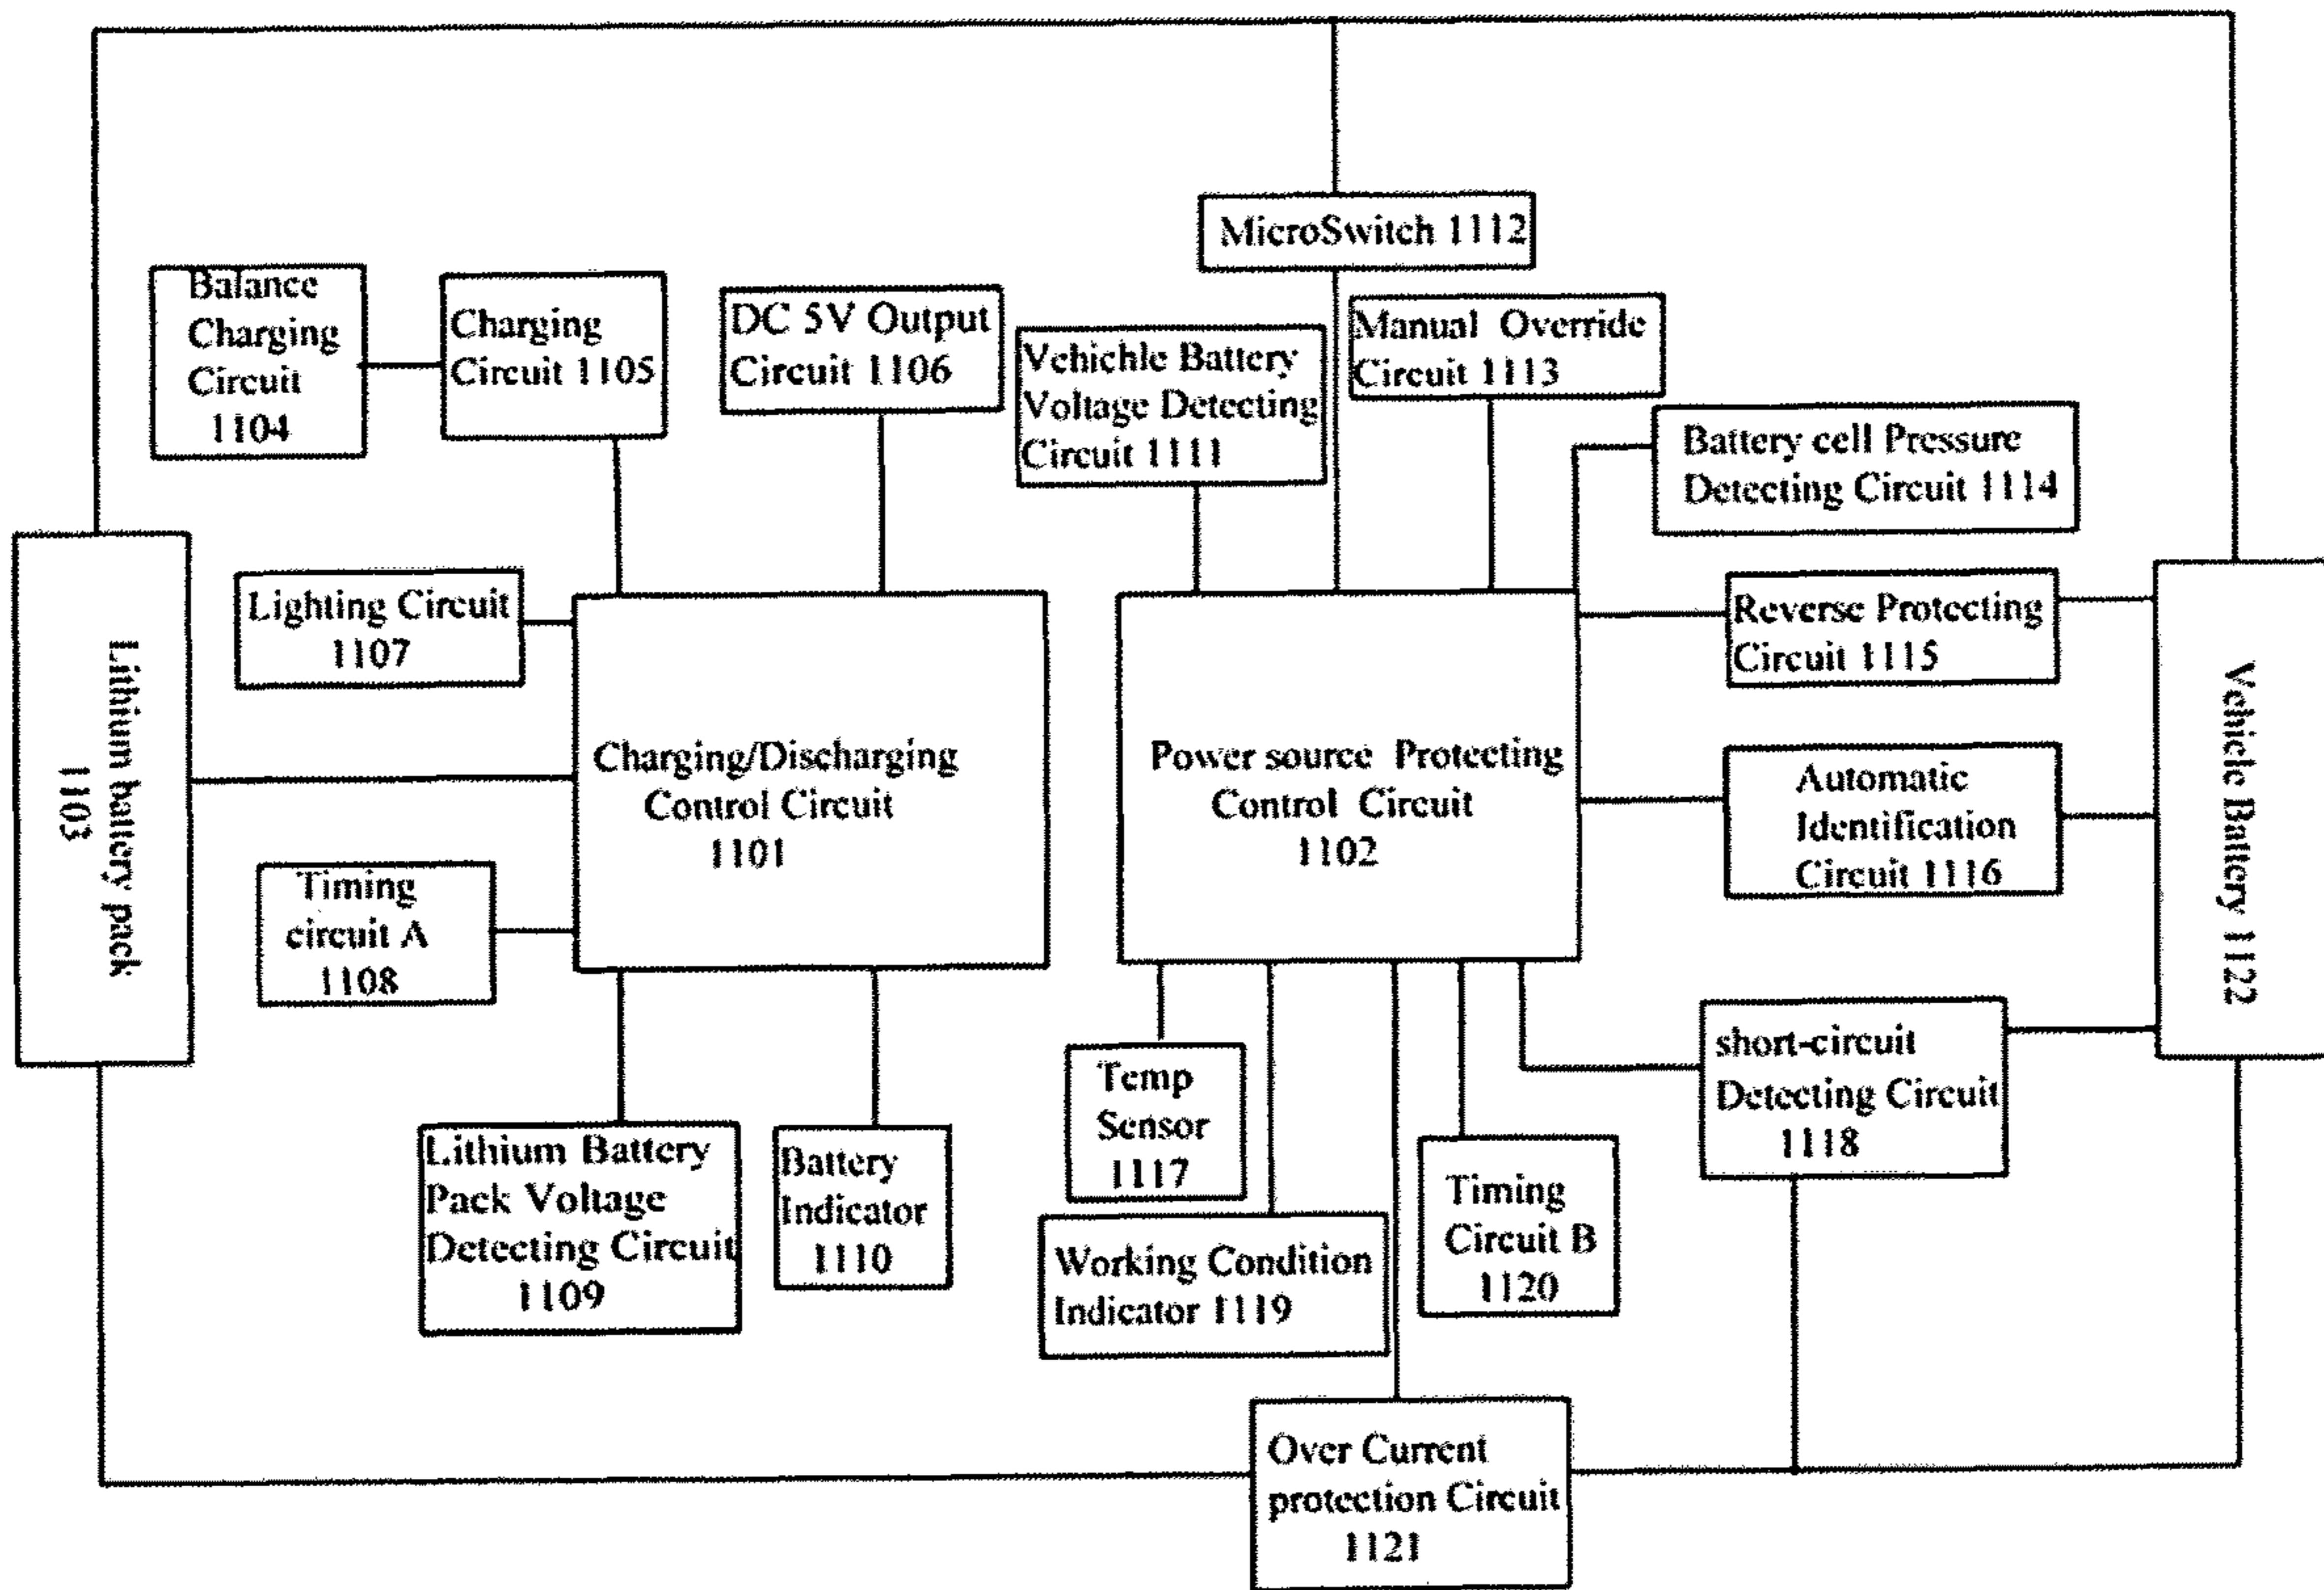 MicroSwitch 1112
Balance
Charging
Circuit
1104
Charging
Circuit 1105
DC 5V Output
Circuit 1106
Vehichle Battery
Voltage Detecting
Circuit 1111
Manual Override
Circuit 1113
Battery cell Pressure
Detecting Circuit 1114
Lithium battery pack
1103
Lighting Circuit
1107
Charging/Discharging
Control Circuit
1101
Power source Protecting
Control Circuit
1102
Reverse Protecting
Circuit 1115
Automatic
Identification
Circuit 1116
Vehicle Battery 1122
Timing
circuit A
1108
Lithium Battery
Pack Voltage
Detecting Circuit
1109
Battery
Indicator
1110
Temp
Sensor
1117
Working Condition
Indicator 1119
Timing
Circuit B
1120
short-circuit
Detecting Circuit
1118
Over Current
protection Circuit
1121